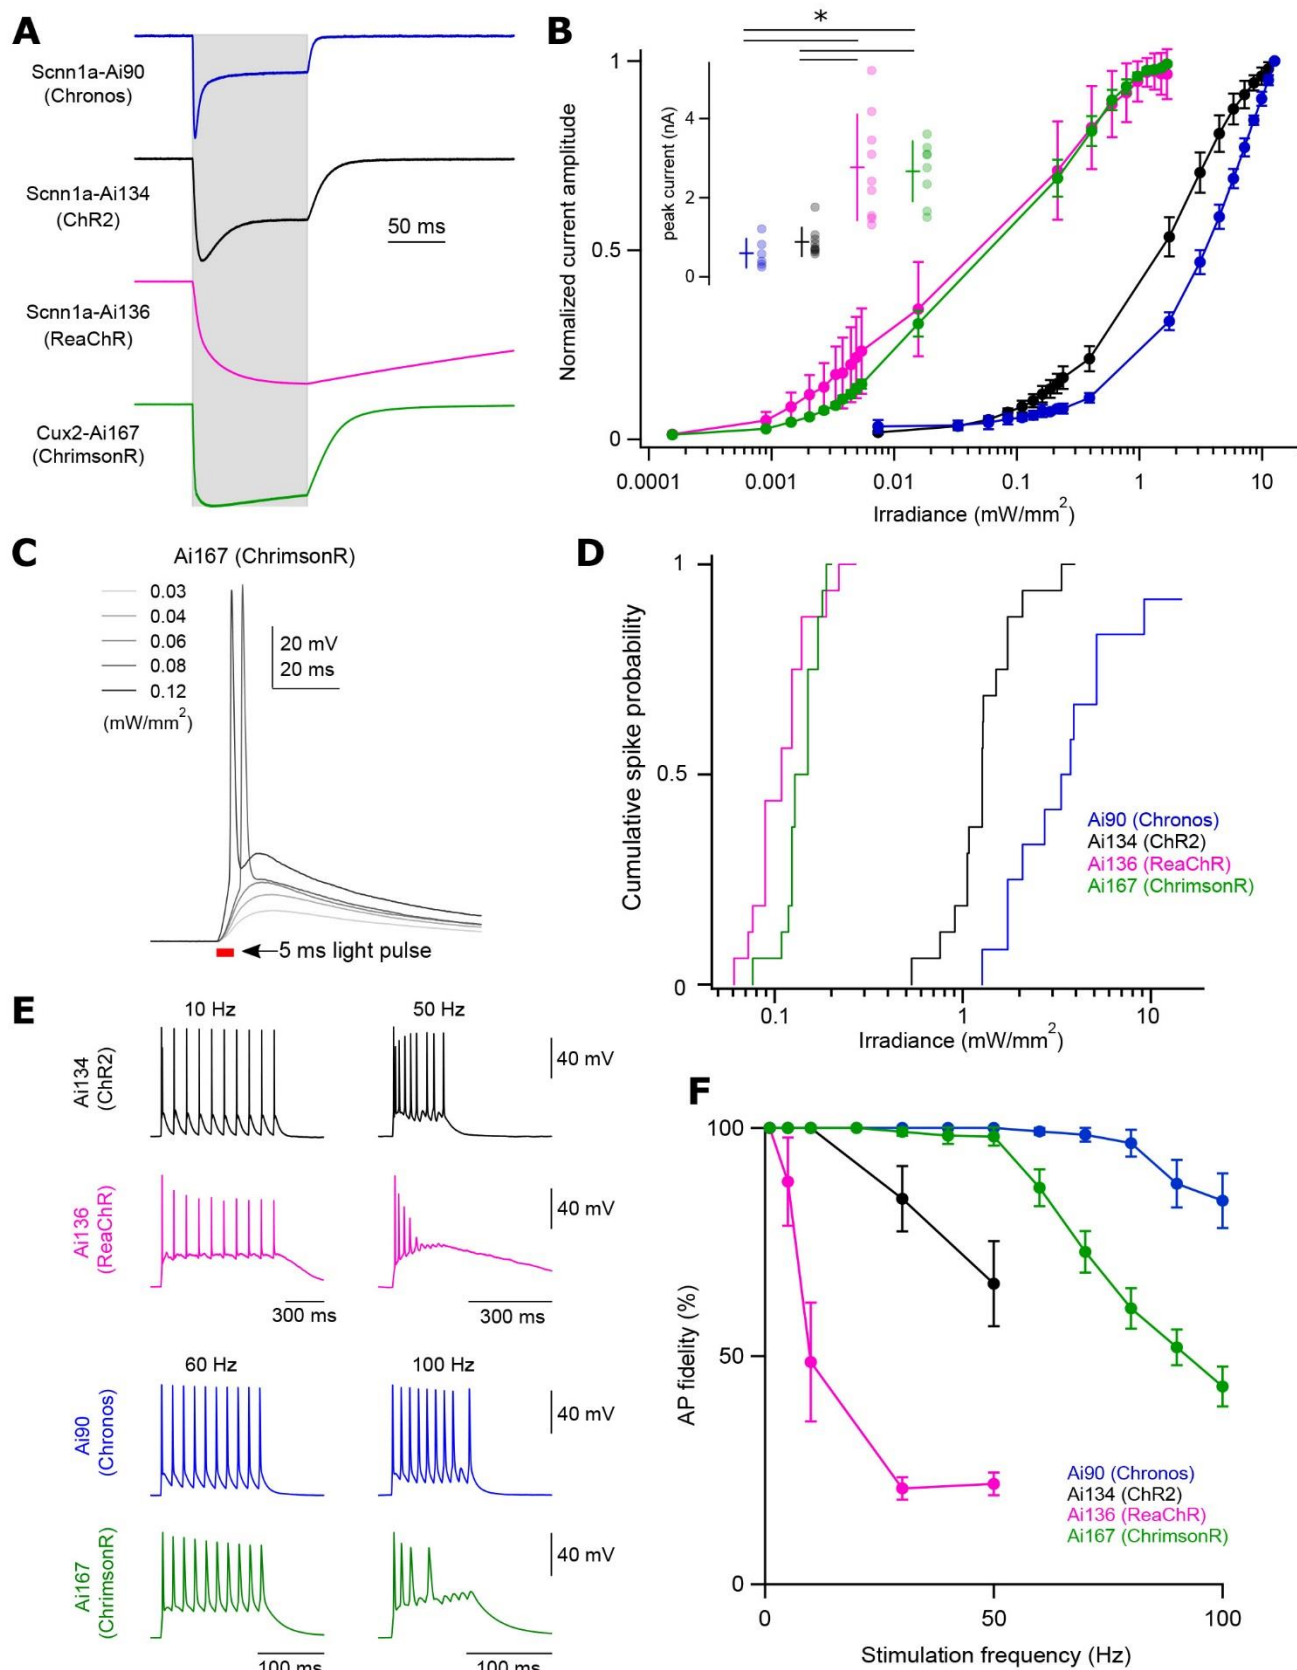 A
Scnn1a-Ai90
(Chronos)
Scnn1a-Ai134
(ChR2)
50 ms
Scnn1a-Ai136
(ReaChR)
Cux2-Ai167
(ChrimsonR)
B
*
Normalized current amplitude
1
0.5
0
peak current (nA)
4
2
0
0.0001
0.001
0.01
0.1
1
10
Irradiance (mW/mm²)
C
Ai167 (ChrimsonR)
0.03
0.04
0.06
0.08
0.12
(mW/mm²)
20 mV
20 ms
5 ms light pulse
D
Cumulative spike probability
1
0.5
0
Ai90 (Chronos)
Ai134 (ChR2)
Ai136 (ReaChR)
Ai167 (ChrimsonR)
0.1
1
10
Irradiance (mW/mm²)
E
10 Hz
50 Hz
Ai134
(ChR2)
40 mV
40 mV
Ai136
(ReaChR)
40 mV
300 ms
300 ms
60 Hz
100 Hz
Ai90
(Chronos)
40 mV
Ai167
(ChrimsonR)
40 mV
100 ms
100 ms
F
AP fidelity (%)
100
50
0
Ai90 (Chronos)
Ai134 (ChR2)
Ai136 (ReaChR)
Ai167 (ChrimsonR)
0
50
100
Stimulation frequency (Hz)